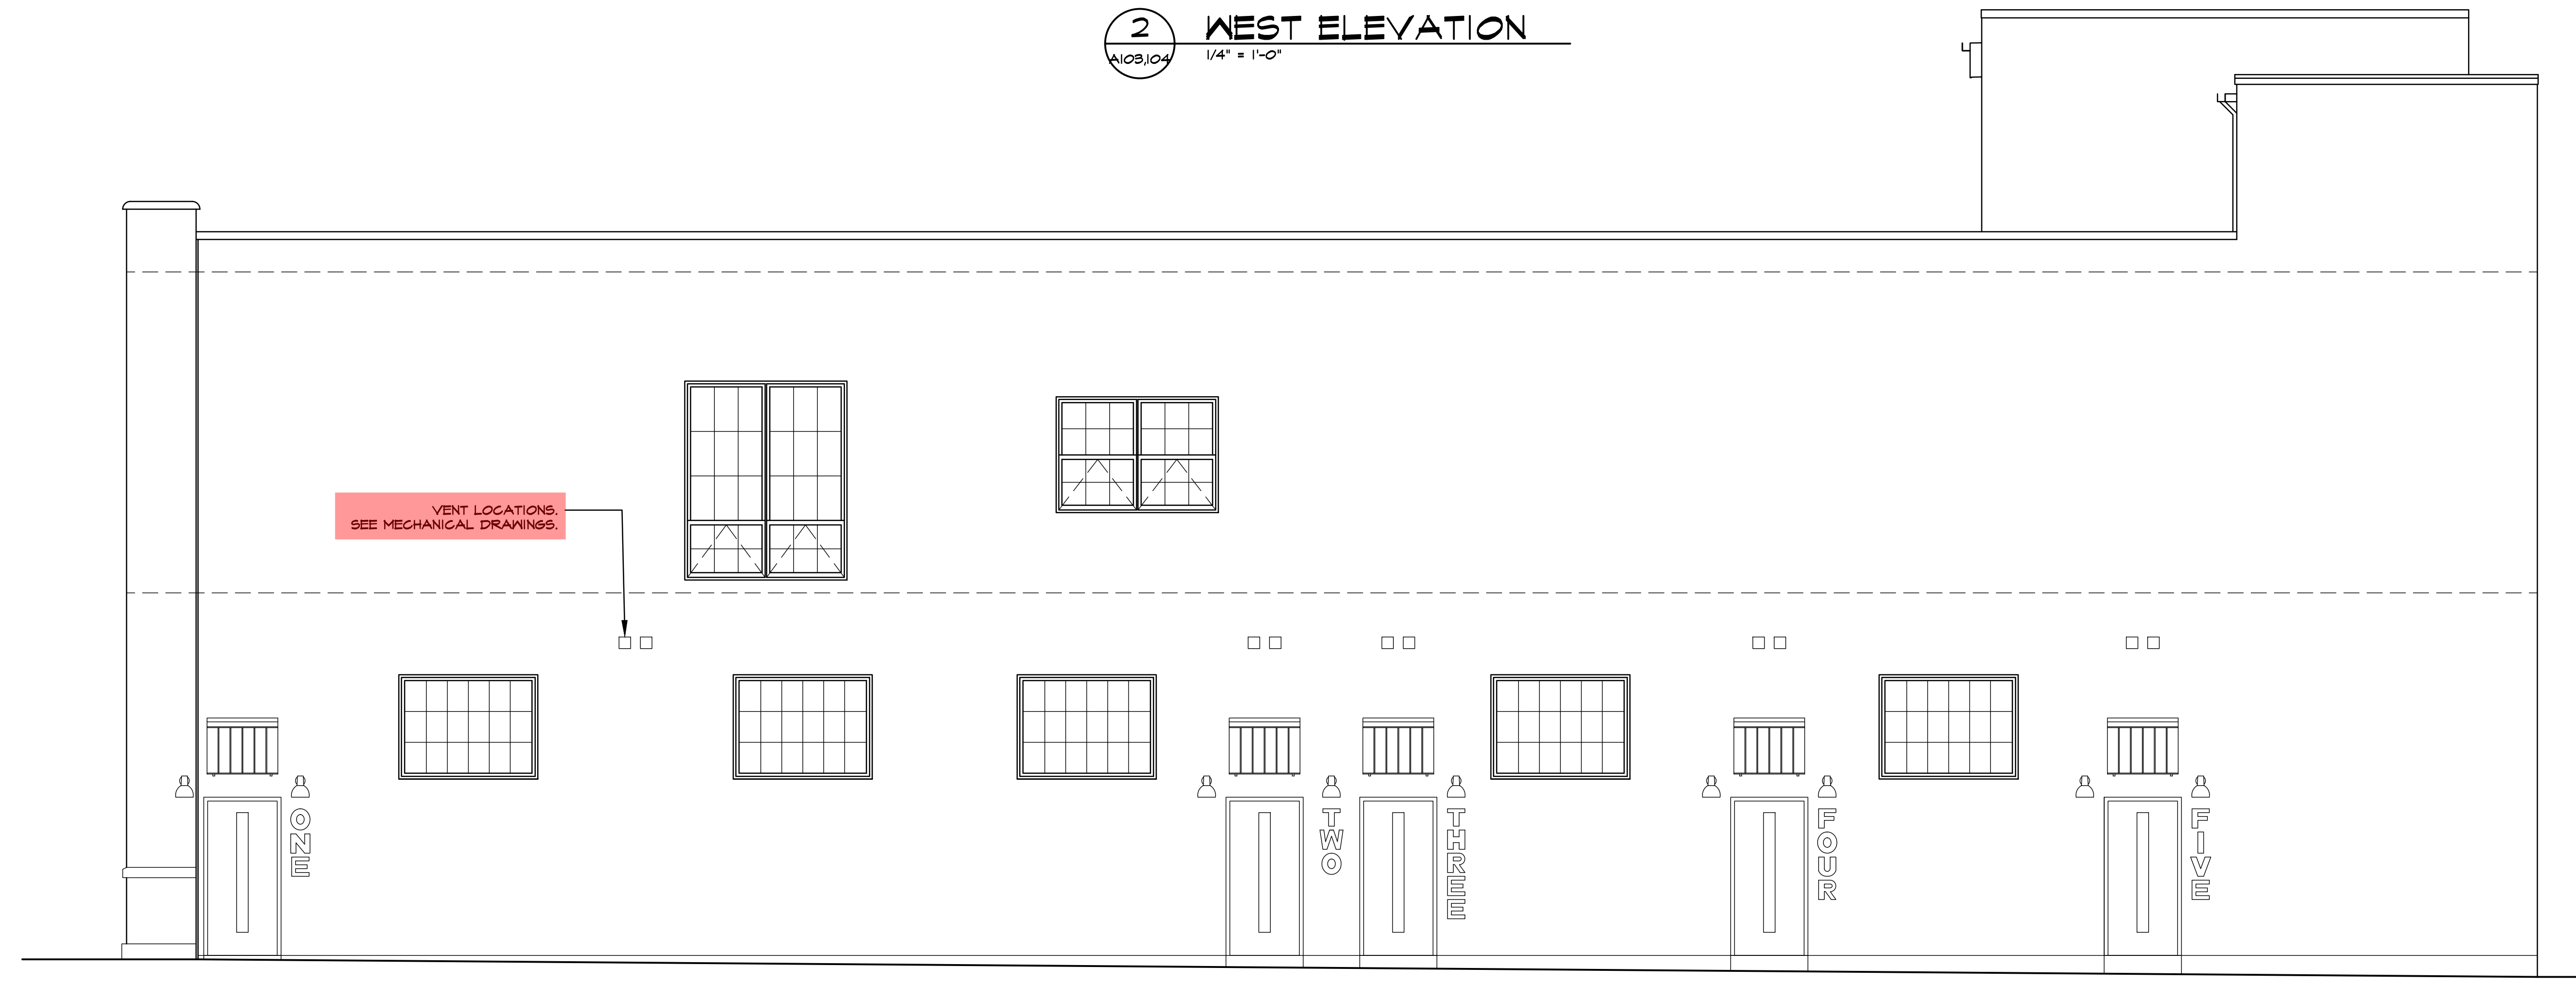 2
A103,104
WEST ELEVATION
1/4" = 1'-0"
VENT LOCATIONS.
SEE MECHANICAL DRAWINGS.
ONE
TWO
THREE
FOUR
FIVE